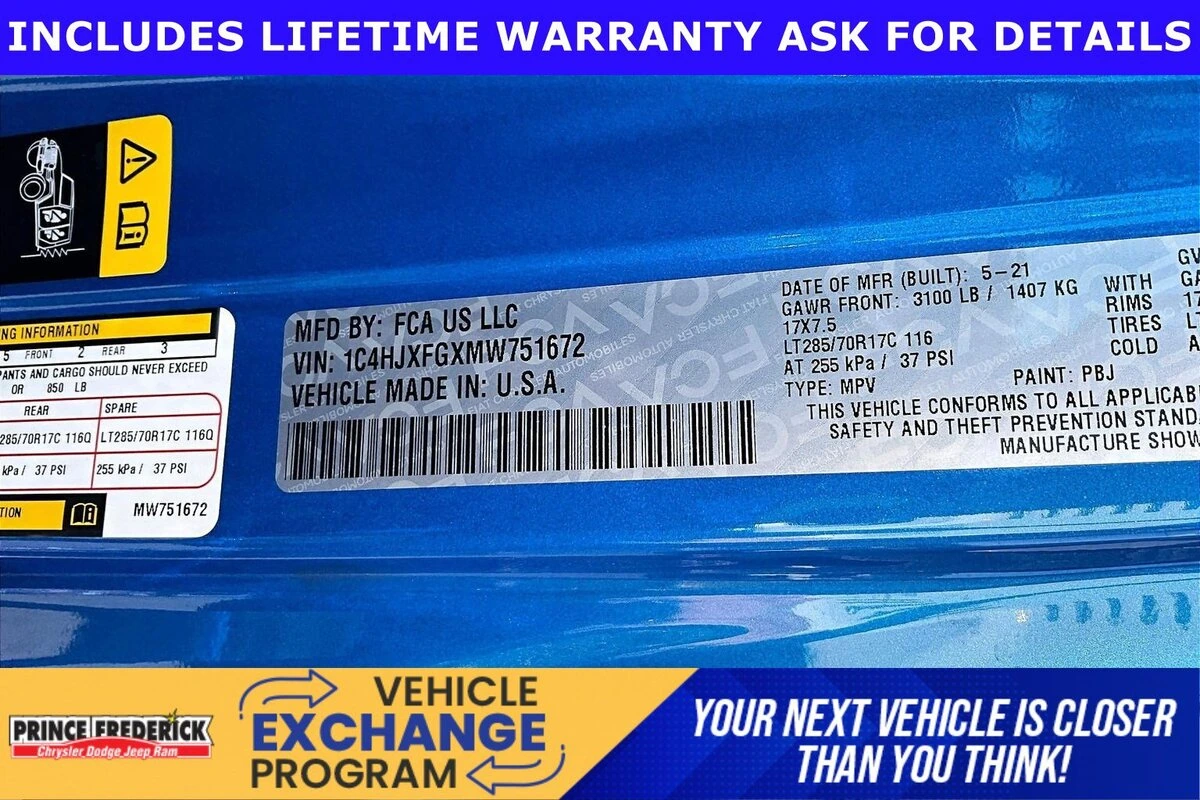 INCLUDES LIFETIME WARRANTY ASK FOR DETAILS
NG INFORMATION
5 FRONT 2 REAR 3
PANTS AND CARGO SHOULD NEVER EXCEED
OR 850 LB
REAR SPARE
285/70R17C 116Q LT285/70R17C 116Q
kPa / 37 PSI 255 kPa / 37 PSI
TION
MW751672
MFD BY: FCA US LLC
VIN: 1C4HJXFGXMW751672
VEHICLE MADE IN: U.S.A.
DATE OF MFR (BUILT): 5-21
GAWR FRONT: 3100 LB / 1407 KG WITH
17X7.5 RIMS
LT285/70R17C 116 TIRES
AT 255 kPa / 37 PSI COLD
TYPE: MPV PAINT: PBJ
THIS VEHICLE CONFORMS TO ALL APPLICAB
SAFETY AND THEFT PREVENTION STAND
MANUFACTURE SHOW
GV
GA
17
L
A
PRINCE FREDERICK
Chrysler Dodge Jeep Ram
VEHICLE
EXCHANGE
PROGRAM
YOUR NEXT VEHICLE IS CLOSER
THAN YOU THINK!